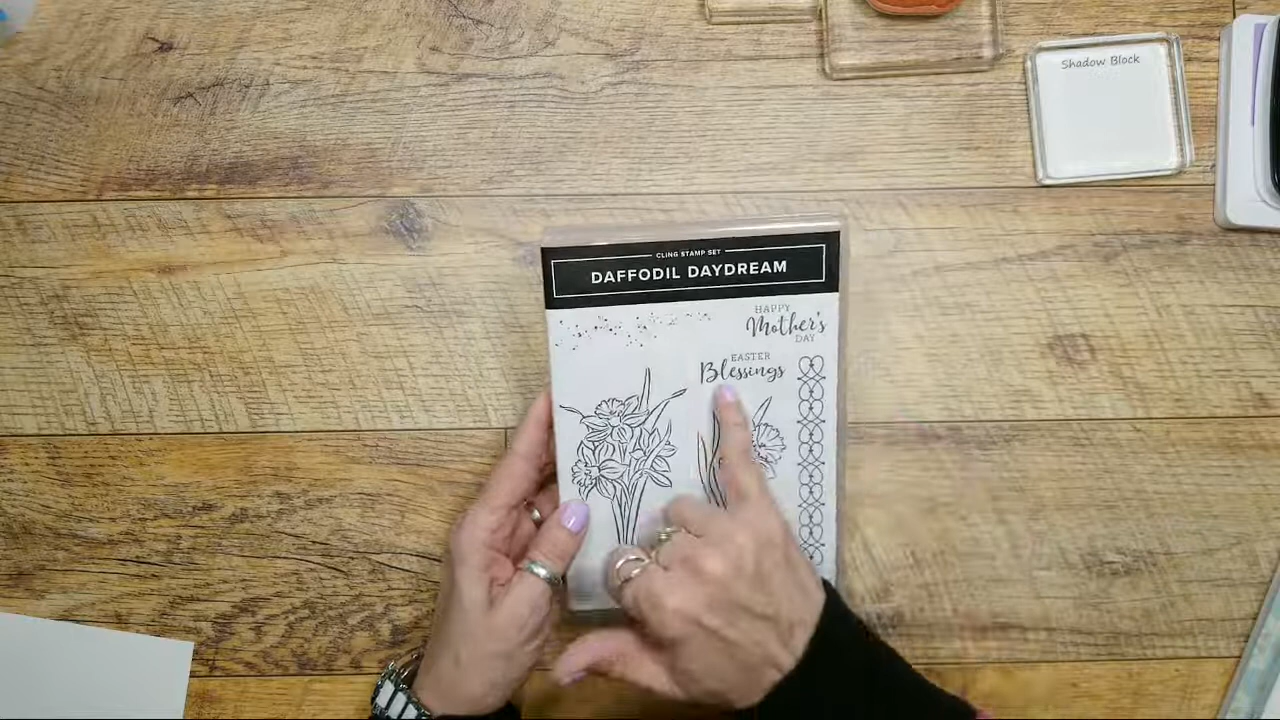 Shadow Block
CLING STAMP SET
DAFFODIL DAYDREAM
HAPPY
Mother's
DAY
EASTER
Blessings